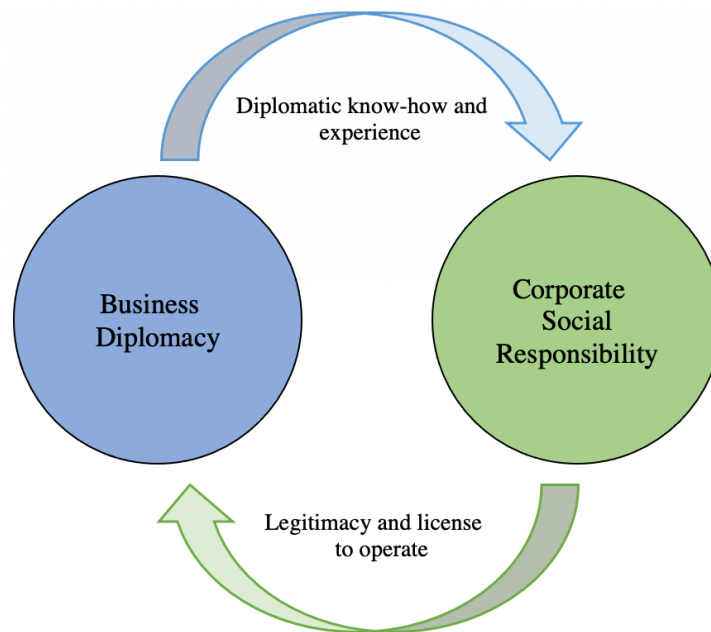 Diplomatic know-how and
experience
Business
Diplomacy
Corporate
Social
Responsibility
Legitimacy and license
to operate